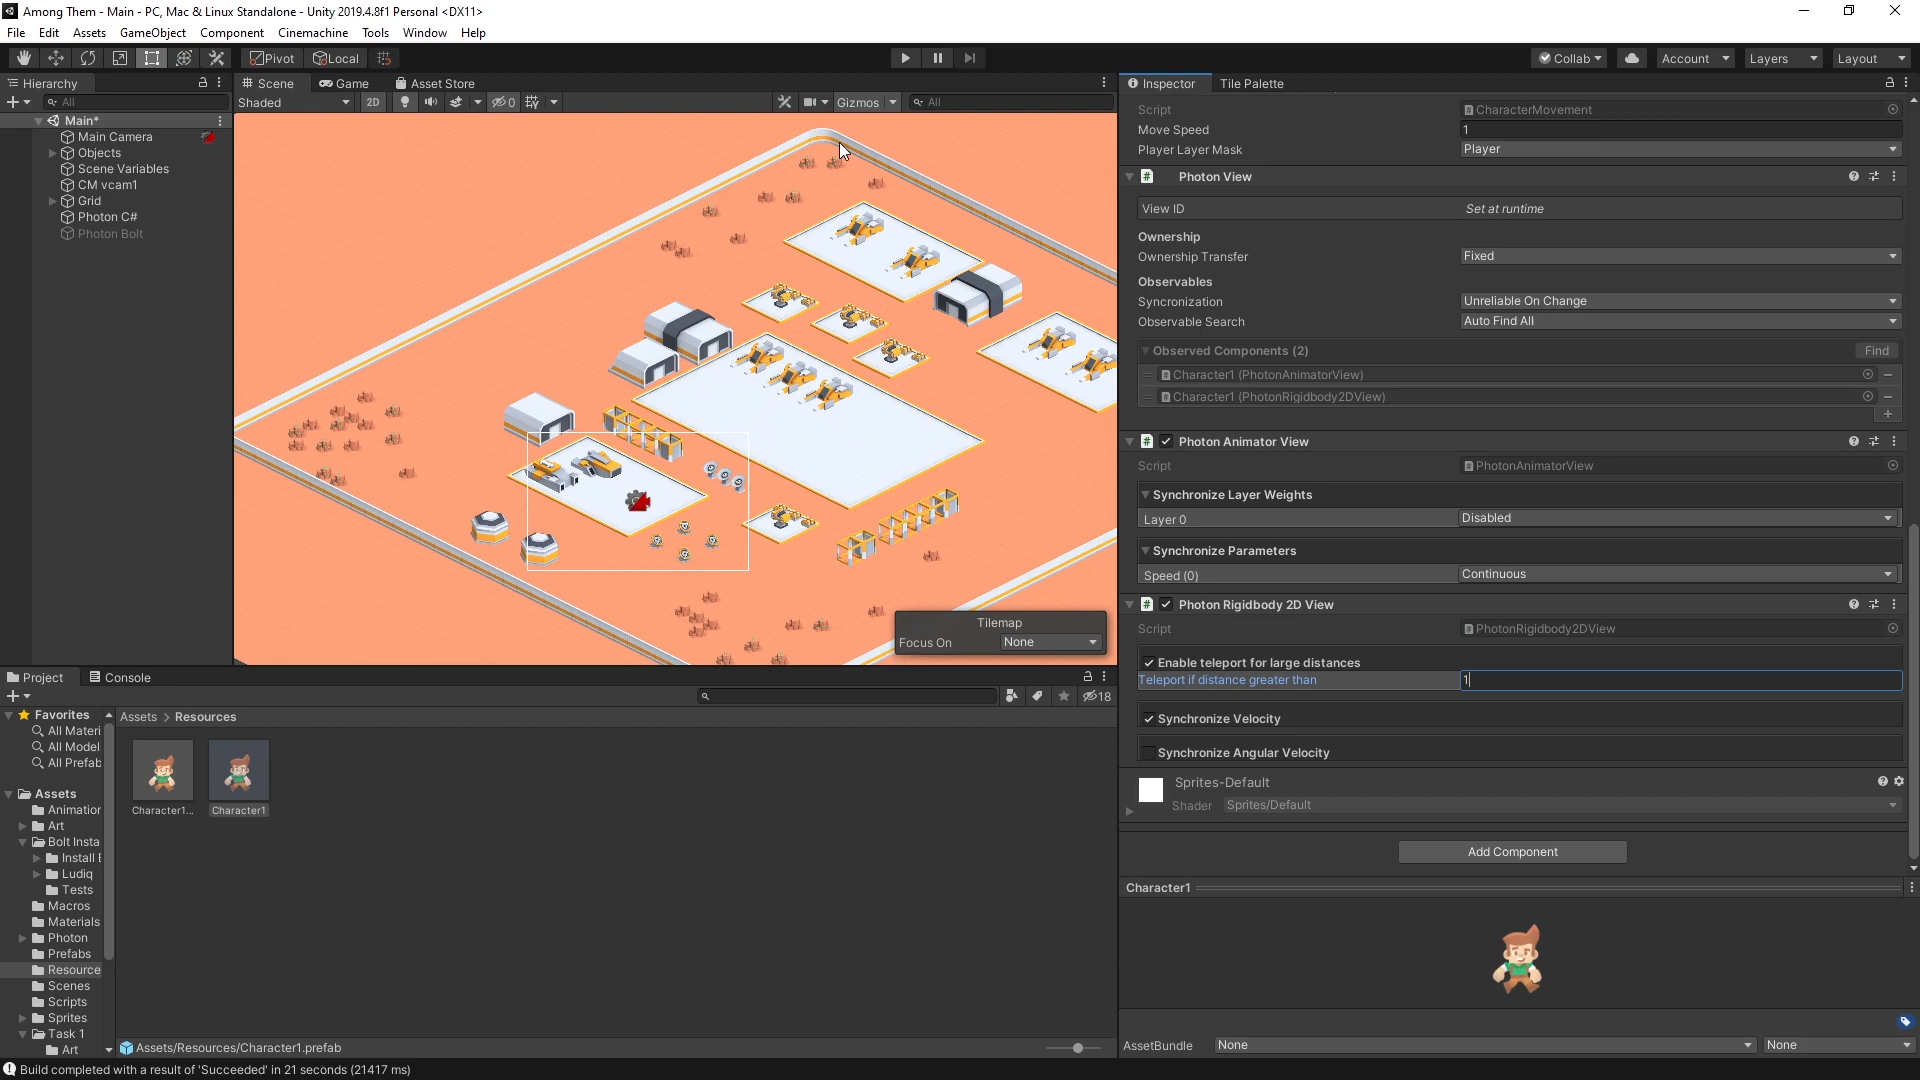 Among Them - Main - PC, Mac & Linux Standalone - Unity 2019.4.8f1 Personal <DX11>
File Edit Assets GameObject Component Cinemachine Tools Window Help
Pivot Local Collab Account Layers Layout
Hierarchy
All
Main*
Main Camera
Objects
Scene Variables
CM vcam1
Grid
Photon C#
Photon Bolt
Scene Game Asset Store
Shaded 2D 0 Gizmos All
Tilemap
Focus On None
Inspector Tile Palette
Script CharacterMovement
Move Speed 1
Player Layer Mask Player
Photon View
View ID Set at runtime
Ownership
Ownership Transfer Fixed
Observables
Syncronization Unreliable On Change
Observable Search Auto Find All
Observed Components (2) Find
Character1 (PhotonAnimatorView)
Character1 (PhotonRigidbody2DView)
Photon Animator View
Script PhotonAnimatorView
Synchronize Layer Weights
Layer 0 Disabled
Synchronize Parameters
Speed (0) Continuous
Photon Rigidbody 2D View
Script PhotonRigidbody2DView
Enable teleport for large distances
Teleport if distance greater than 1
Synchronize Velocity
Synchronize Angular Velocity
Sprites-Default
Shader Sprites/Default
Add Component
Character1
AssetBundle None None
Project Console
18
Favorites
All Materi
All Model
All Prefab
Assets
Animation
Art
Bolt Insta
Install B
Ludiq
Tests
Macros
Materials
Photon
Prefabs
Resource
Scenes
Scripts
Sprites
Task 1
Art
Assets > Resources
Character1... Character1
Assets/Resources/Character1.prefab
Build completed with a result of 'Succeeded' in 21 seconds (21417 ms)